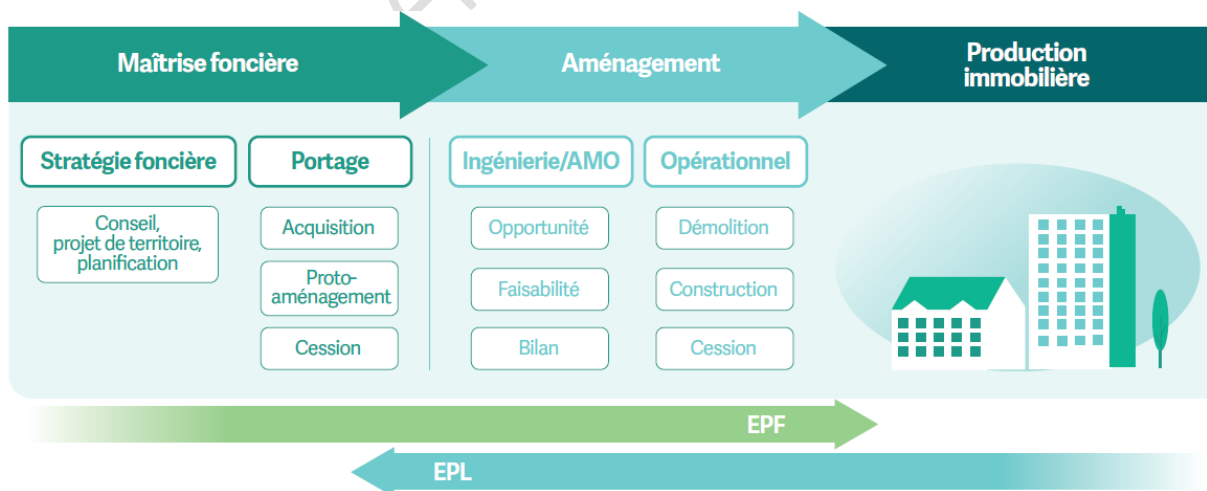 Maîtrise foncière
Aménagement
Production
immobilière
Stratégie foncière
Portage
Ingénierie/AMO
Opérationnel
Conseil,
projet de territoire,
planification
Acquisition
Proto-
aménagement
Cession
Opportunité
Faisabilité
Bilan
Démolition
Construction
Cession
EPF
EPL